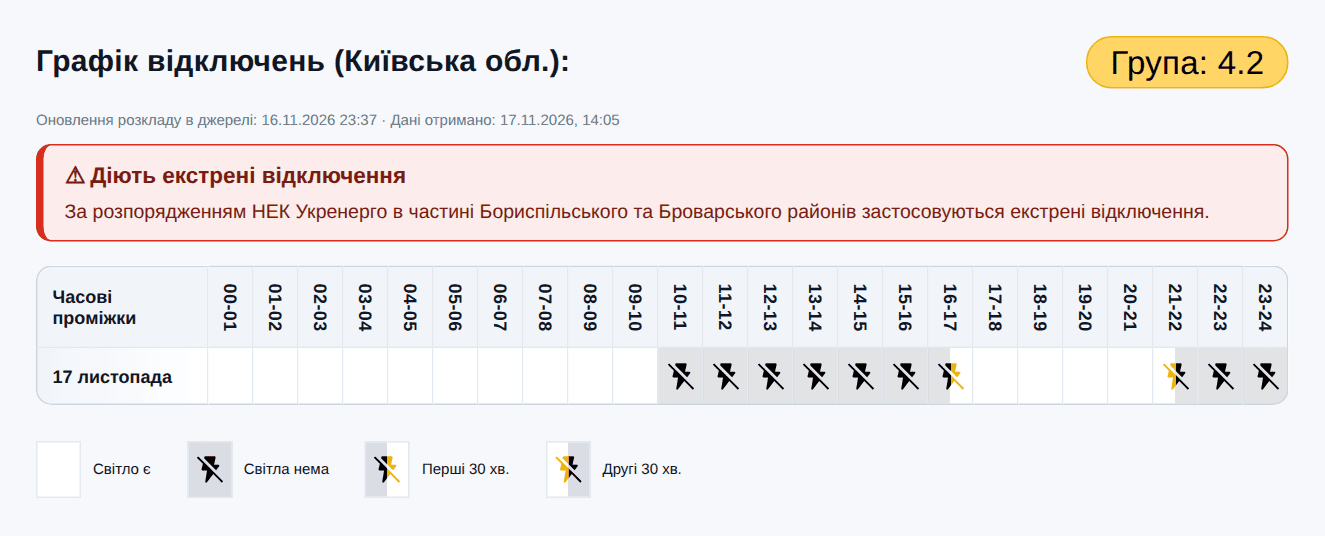 Графік відключень (Київська обл.):
Група: 4.2
Оновлення розкладу в джерелі: 16.11.2026 23:37 · Дані отримано: 17.11.2026, 14:05
⚠ Діють екстрені відключення
За розпорядженням НЕК Укренерго в частині Бориспільського та Броварського районів застосовуються екстрені відключення.
Часові
проміжки
00-01
01-02
02-03
03-04
04-05
05-06
06-07
07-08
08-09
09-10
10-11
11-12
12-13
13-14
14-15
15-16
16-17
17-18
18-19
19-20
20-21
21-22
22-23
23-24
17 листопада
Світло є
Світла нема
Перші 30 хв.
Другі 30 хв.